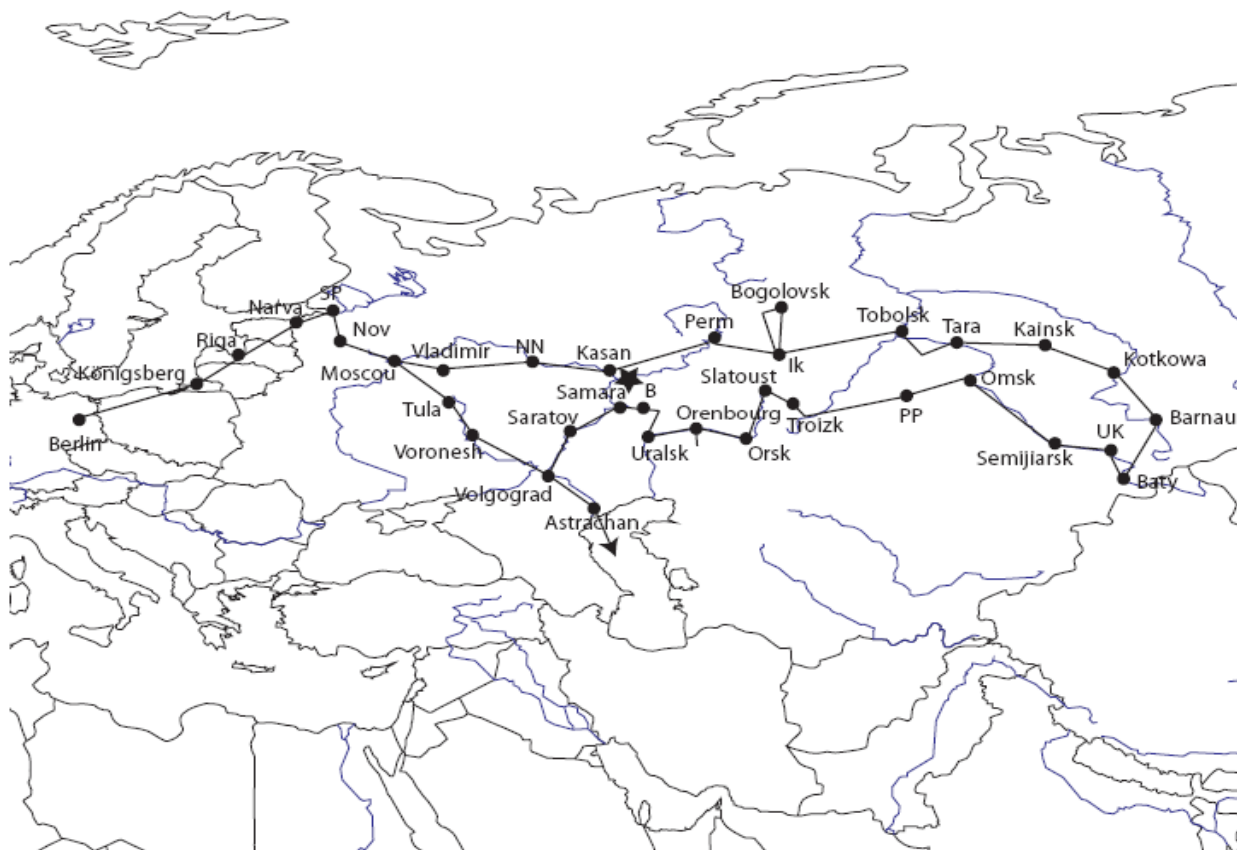 Bogolovsk
SP
Narva
Nov
Perm
Tobolsk
Tara
Kainsk
Riga
Vladimir
NN
Kasan
Ik
Königsberg
Moscou
Slatoust
Kotkowa
Omsk
Samara
B
Tula
Saratov
Orenbourg
Troizk
PP
Barnau
Berlin
Voronesh
Uralsk
Orsk
UK
Semijiarsk
Volgograd
Baty
Astrachan